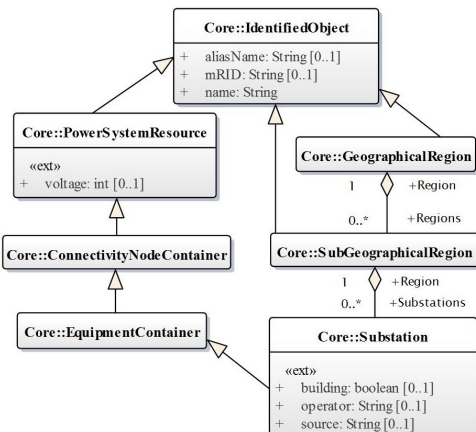 Core::IdentifiedObject
+ aliasName: String [0..1]
+ mRID: String [0..1]
+ name: String
Core::PowerSystemResource
«ext»
+ voltage: int [0..1]
Core::GeographicalRegion
1 +Region
0..* +Regions
Core::ConnectivityNodeContainer
Core::SubGeographicalRegion
1 +Region
0..* +Substations
Core::EquipmentContainer
Core::Substation
«ext»
+ building: boolean [0..1]
+ operator: String [0..1]
+ source: String [0..1]